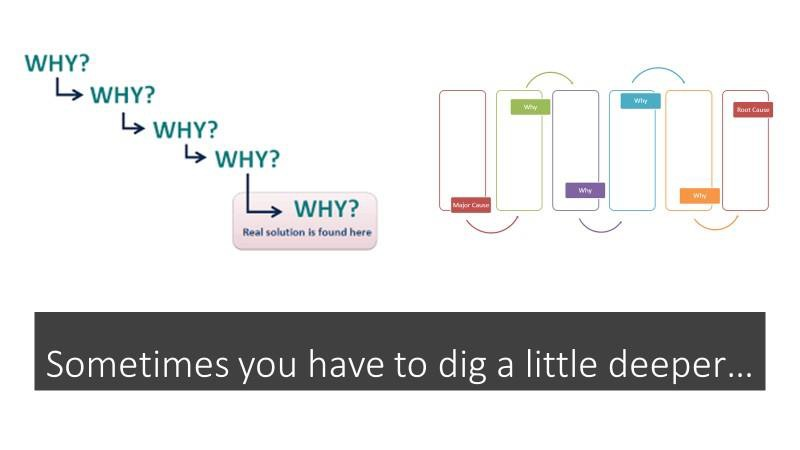 WHY?
WHY?
WHY?
WHY?
WHY?
Real solution is found here
Major Cause
Why
Why
Why
Why
Root Cause
Sometimes you have to dig a little deeper...